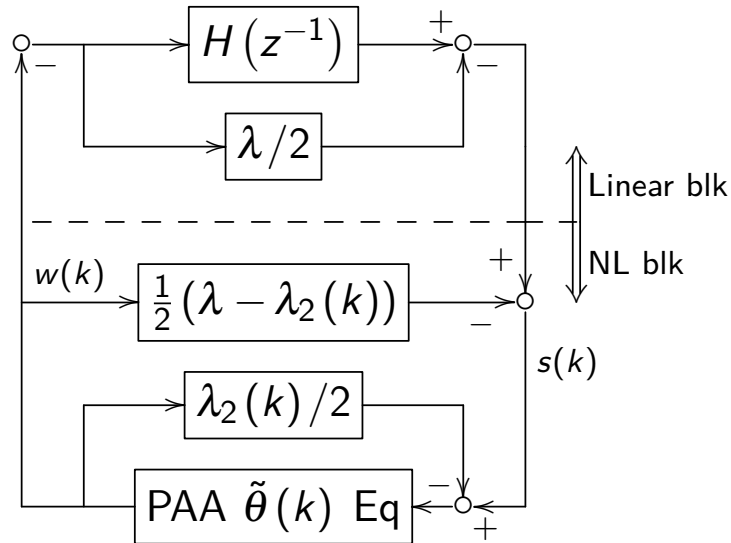 H(z⁻¹)
+
−
−
λ/2
Linear blk
NL blk
w(k)
½(λ − λ₂(k))
+
−
s(k)
λ₂(k)/2
PAA θ̃(k) Eq
−
+